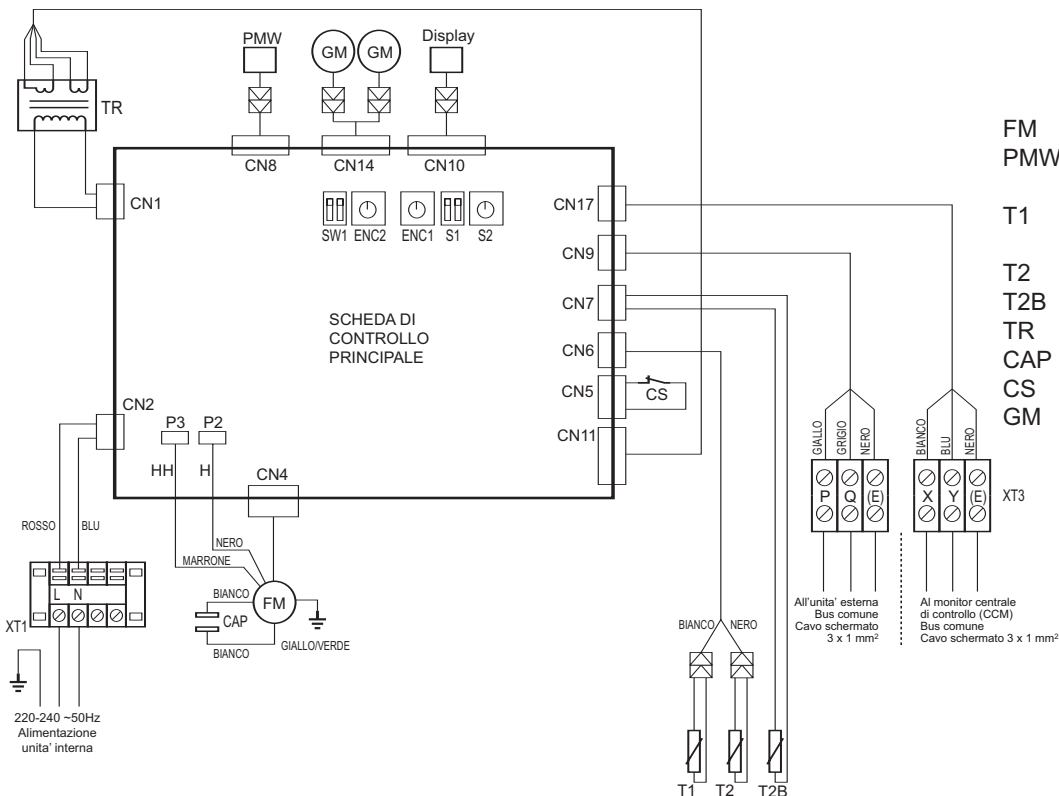 PMW
GM GM
Display
TR
CN8
CN14
CN10
CN1
SW1 ENC2 ENC1 S1 S2
CN17
CN9
CN7
CN6
CN5
CS
CN11
SCHEDA DI
CONTROLLO
PRINCIPALE
CN2
P3 P2
HH H
CN4
ROSSO BLU
NERO
MARRONE
BIANCO
FM
CAP
BIANCO
GIALLO/VERDE
L N
XT1
220-240 ~50Hz
Alimentazione
unita' interna
BIANCO NERO
T1 T2 T2B
GIALLO
GRIGIO
NERO
P Q (E)
BIANCO
BLU
NERO
X Y (E)
XT3
All'unita' esterna
Bus comune
Cavo schermato
3 x 1 mm²
Al monitor centrale
di controllo (CCM)
Bus comune
Cavo schermato 3 x 1 mm²
FM
PMW
T1
T2
T2B
TR
CAP
CS
GM